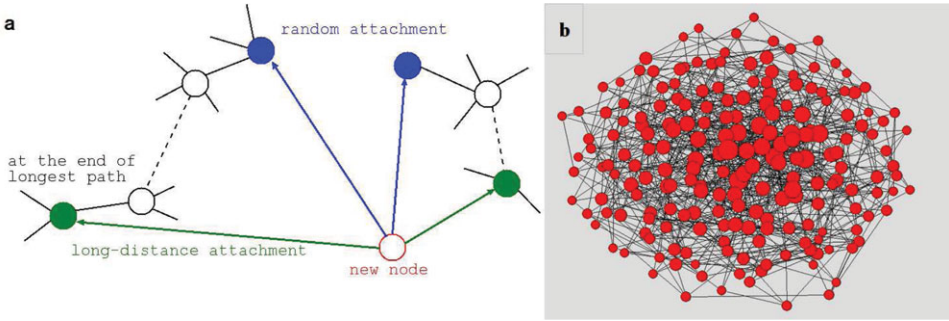 a
random attachment
at the end of
longest path
long-distance attachment
new node
b